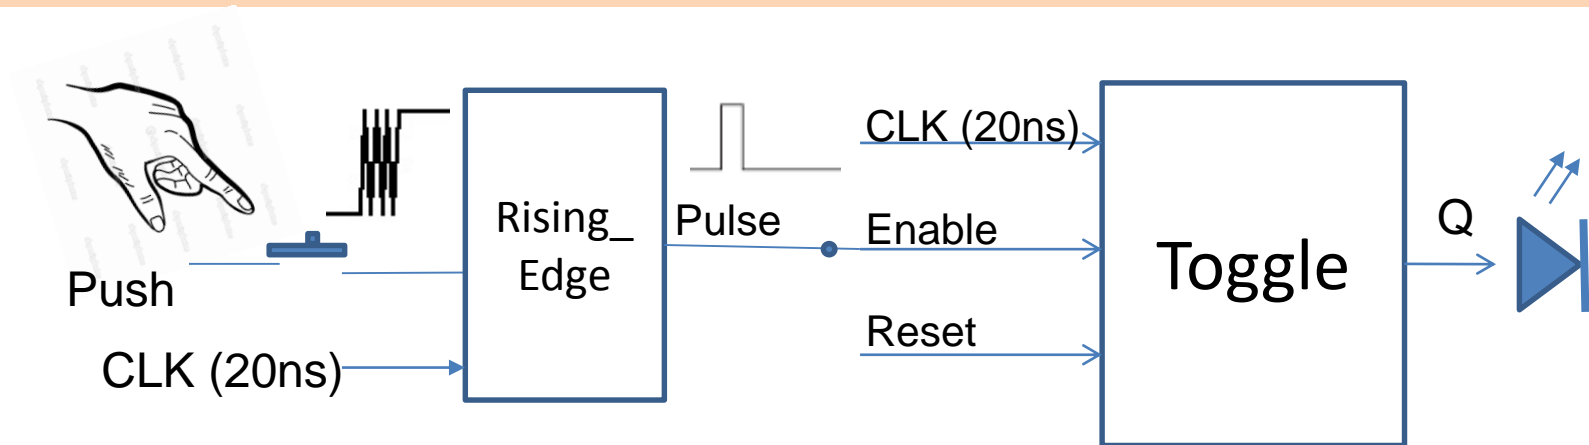 Push
CLK (20ns)
Rising_
Edge
Pulse
CLK (20ns)
Enable
Reset
Toggle
Q